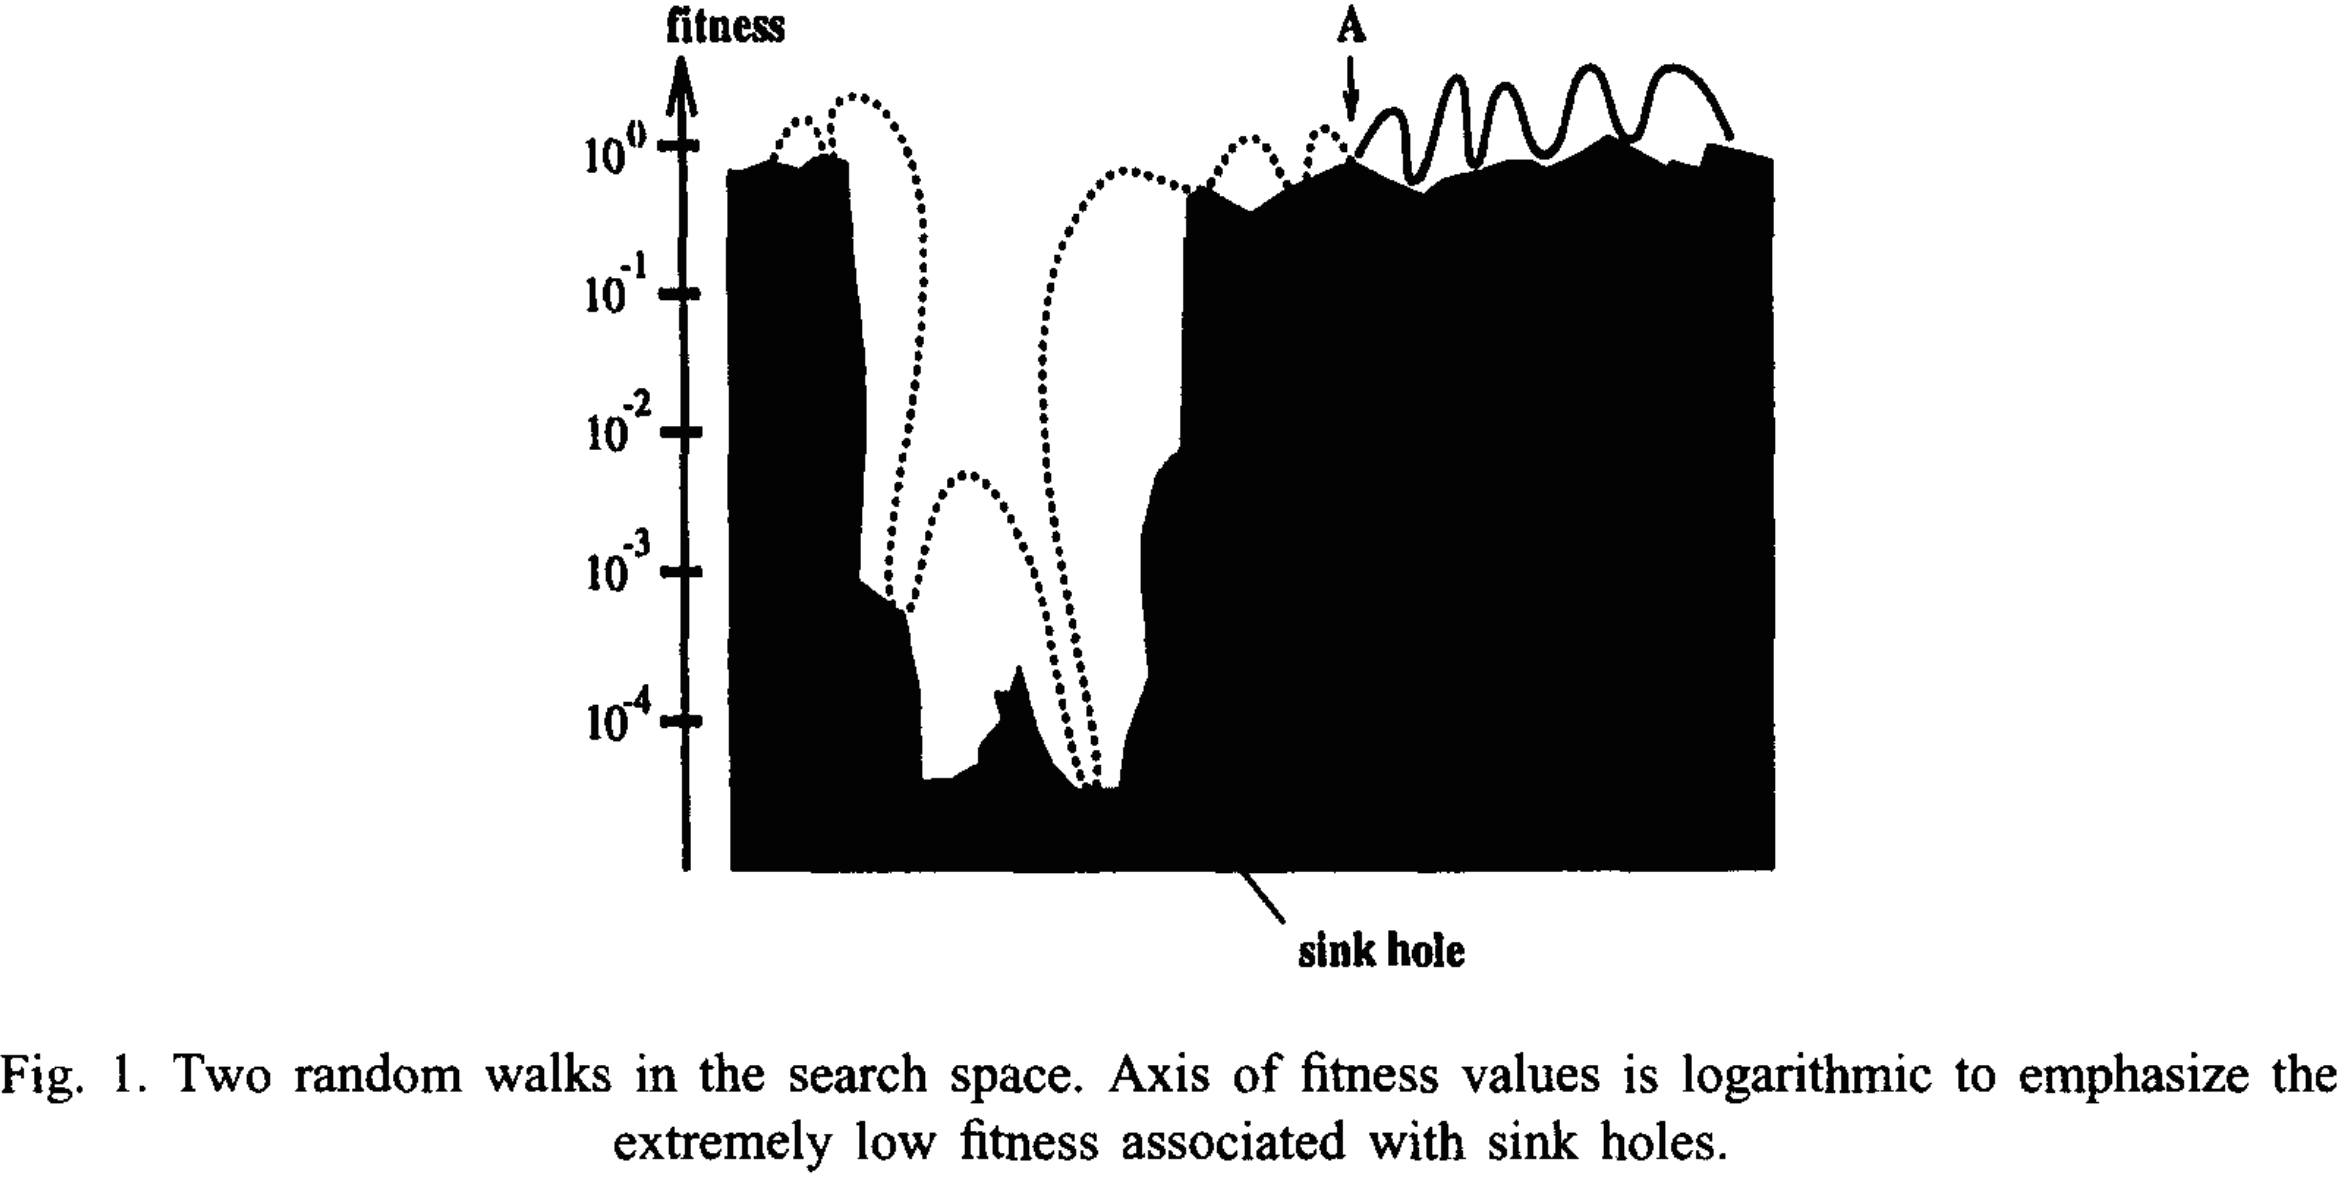 fitness
A
10^0
10^-1
10^-2
10^-3
10^-4
sink hole
Fig. 1. Two random walks in the search space. Axis of fitness values is logarithmic to emphasize the
extremely low fitness associated with sink holes.